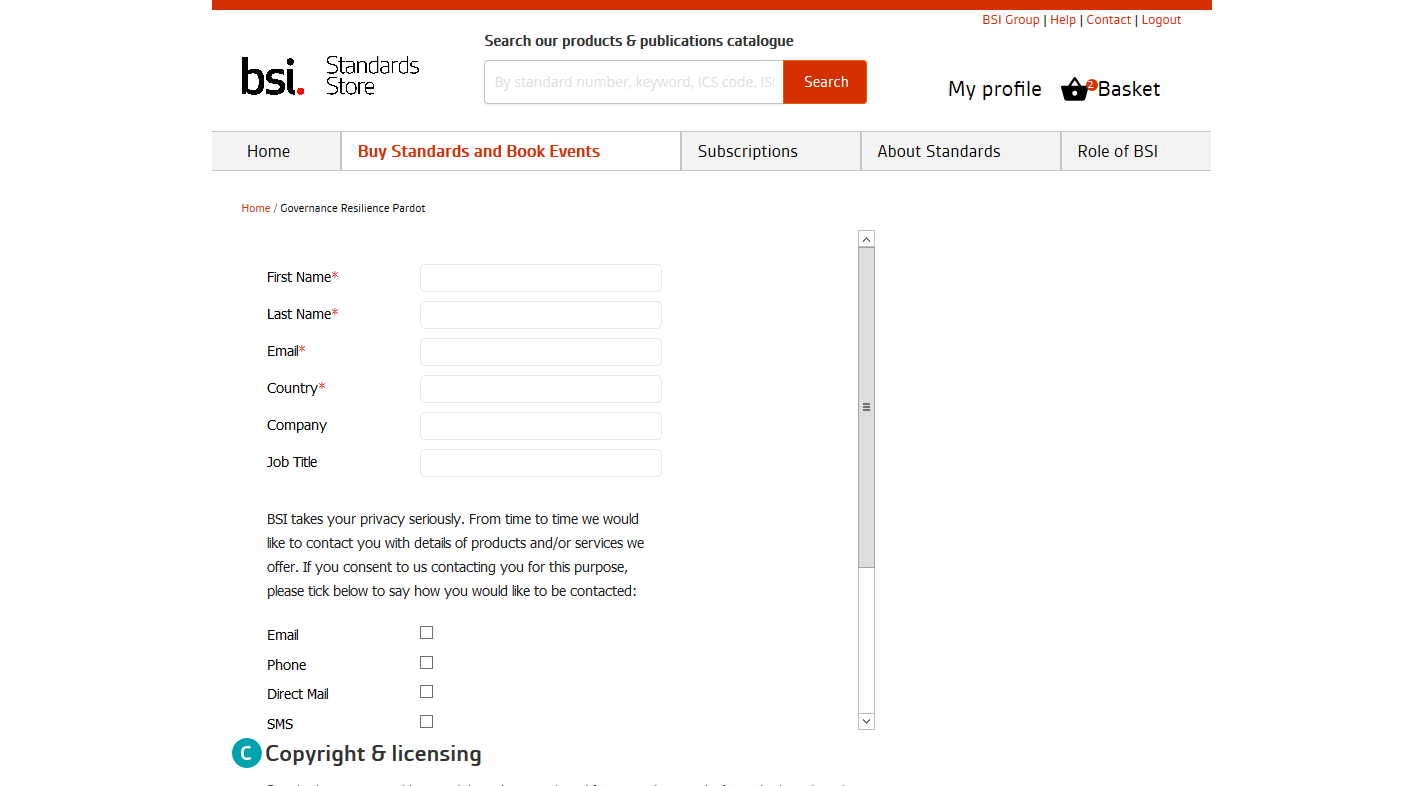 BSI Group | Help | Contact | Logout
Search our products & publications catalogue
bsi. Standards Store
By standard number, keyword, ICS code, ISI
Search
My profile
2
Basket
Home
Buy Standards and Book Events
Subscriptions
About Standards
Role of BSI
Home / Governance Resilience Pardot
First Name*
Last Name*
Email*
Country*
Company
Job Title
BSI takes your privacy seriously. From time to time we would
like to contact you with details of products and/or services we
offer. If you consent to us contacting you for this purpose,
please tick below to say how you would like to be contacted:
Email
Phone
Direct Mail
SMS
C Copyright & licensing